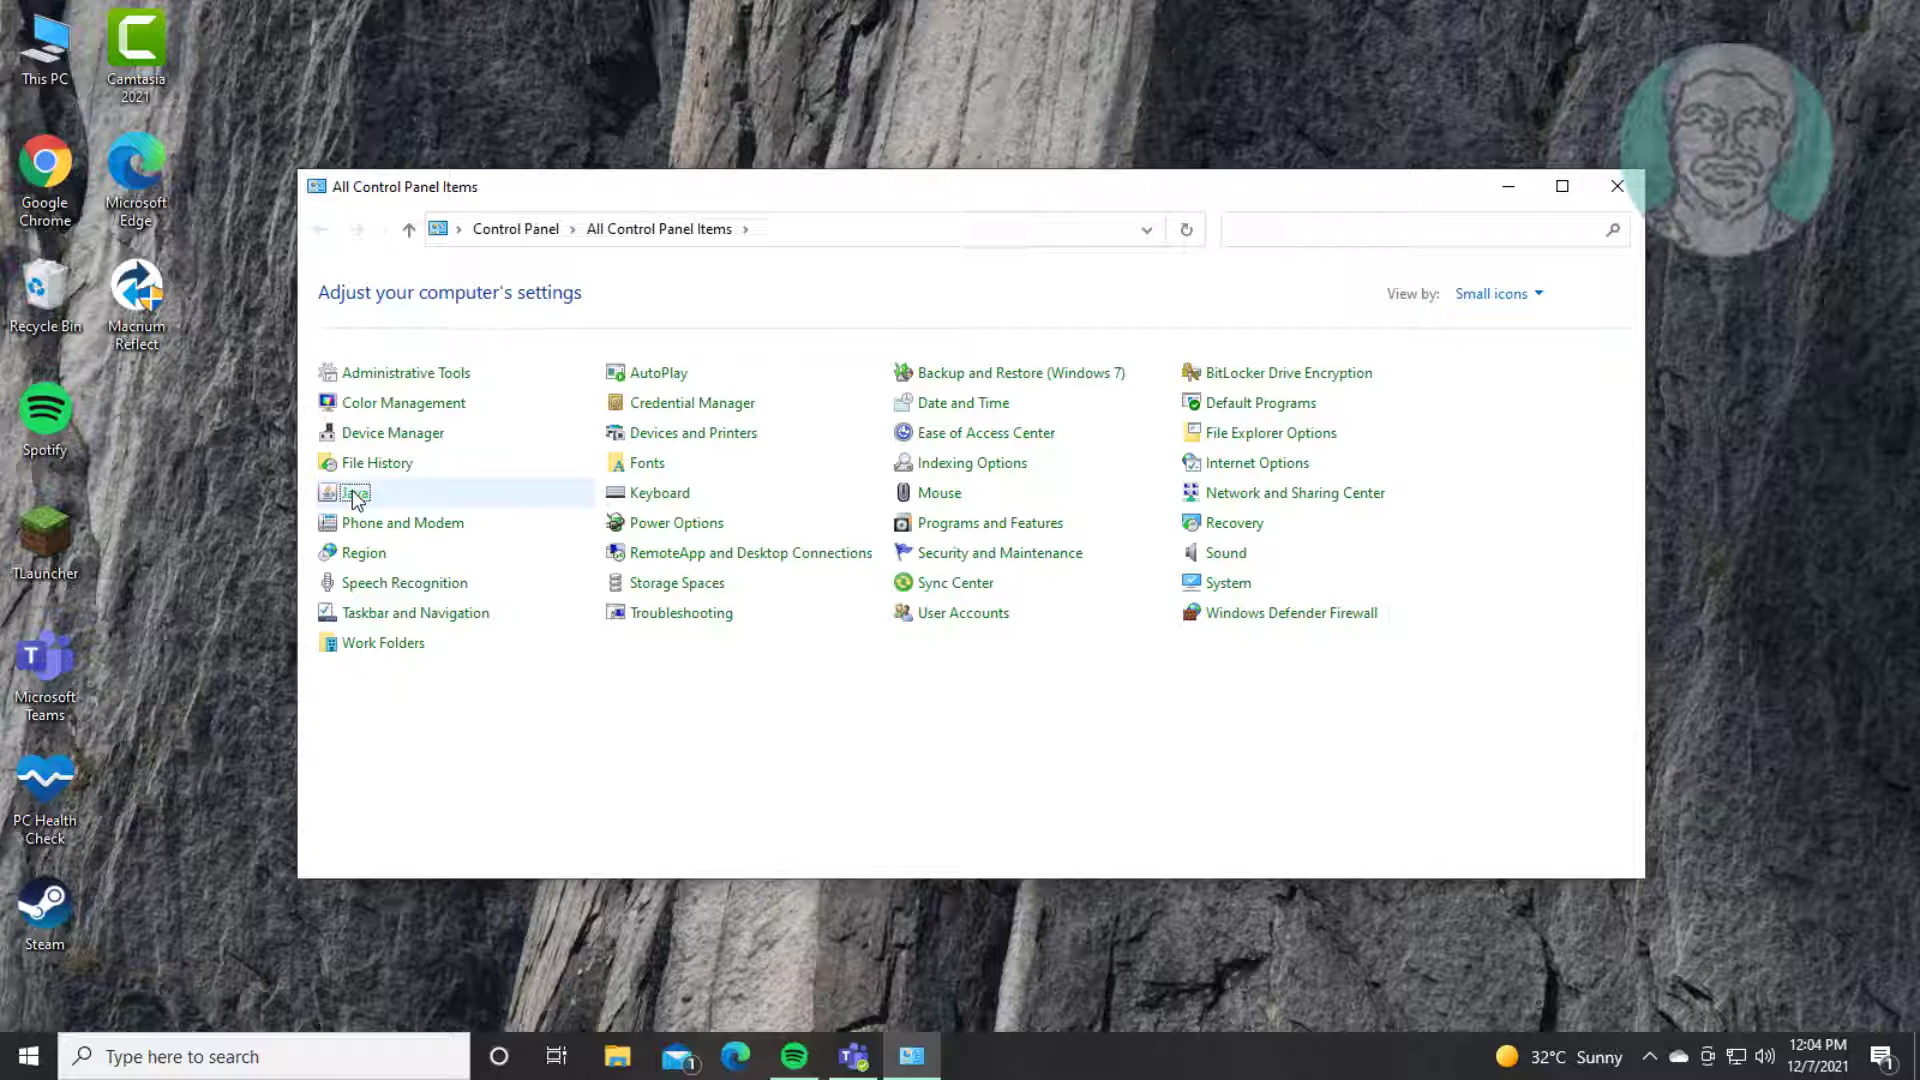 This PC
Camtasia
2021
Google
Chrome
Microsoft
Edge
Recycle Bin
Macrium
Reflect
Spotify
TLauncher
Microsoft
Teams
PC Health
Check
Steam
All Control Panel Items
Control Panel > All Control Panel Items >
Adjust your computer's settings
View by: Small icons
Administrative Tools
AutoPlay
Backup and Restore (Windows 7)
BitLocker Drive Encryption
Color Management
Credential Manager
Date and Time
Default Programs
Device Manager
Devices and Printers
Ease of Access Center
File Explorer Options
File History
Fonts
Indexing Options
Internet Options
Java
Keyboard
Mouse
Network and Sharing Center
Phone and Modem
Power Options
Programs and Features
Recovery
Region
RemoteApp and Desktop Connections
Security and Maintenance
Sound
Speech Recognition
Storage Spaces
Sync Center
System
Taskbar and Navigation
Troubleshooting
User Accounts
Windows Defender Firewall
Work Folders
Type here to search
1
32°C Sunny
12:04 PM
12/7/2021
1